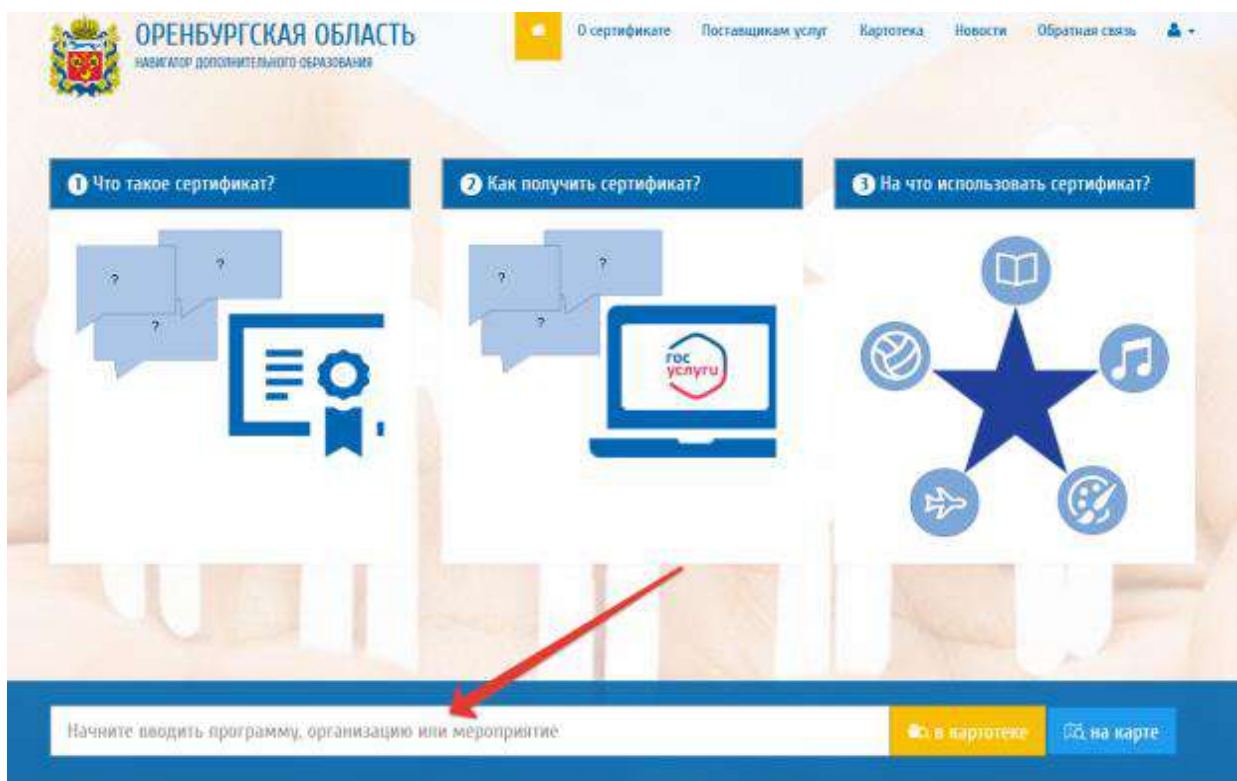 ОРЕНБУРГСКАЯ ОБЛАСТЬ
НАВИГАТОР ДОПОЛНИТЕЛЬНОГО ОБРАЗОВАНИЯ
О сертификате Поставщикам услуг Картотека Новости Обратная связь
1 Что такое сертификат?
2 Как получить сертификат?
3 На что использовать сертификат?
? ?
?
? ?
?
гос
услуги
Начните вводить программу, организацию или мероприятие
в картотеке
на карте